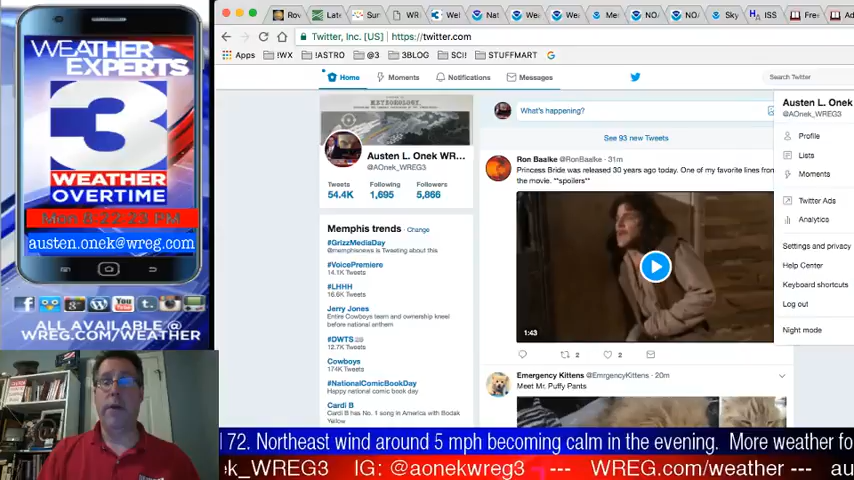 WEATHER
EXPERTS
3
WEATHER
OVERTIME
Mon 8:22:23 PM
austen.onek@wreg.com
ALL AVAILABLE @
WREG.COM/WEATHER
Twitter, Inc. [US]
https://twitter.com
Apps
!WX
!ASTRO
@3
3BLOG
SCI!
STUFFMART
Home
Moments
Notifications
Messages
Search Twitter
Austen L. Onek WR...
@AOnek_WREG3
Tweets Following Followers
54.4K 1,695 5,866
Memphis trends · Change
#GrizzMediaDay
@memphisnews is Tweeting about this
#VoicePremiere
14.1K Tweets
#LHHH
16.6K Tweets
Jerry Jones
Entire Cowboys team and ownership kneel
before national anthem
#DWTS
12.7K Tweets
Cowboys
174K Tweets
#NationalComicBookDay
Happy national comic book day
Cardi B
Cardi B has No. 1 song in America with Bodak
Yellow
What's happening?
See 93 new Tweets
Ron Baalke @RonBaalke · 31m
Princess Bride was released 30 years ago today. One of my favorite lines from
the movie. **spoilers**
1:43
2
2
Emergency Kittens @EmrgencyKittens · 20m
Meet Mr. Puffy Pants
Austen L. Onek
@AOnek_WREG3
Profile
Lists
Moments
Twitter Ads
Analytics
Settings and privacy
Help Center
Keyboard shortcuts
Log out
Night mode
72. Northeast wind around 5 mph becoming calm in the evening. More weather fo
ek_WREG3 IG: @aonekwreg3 --- WREG.com/weather --- au